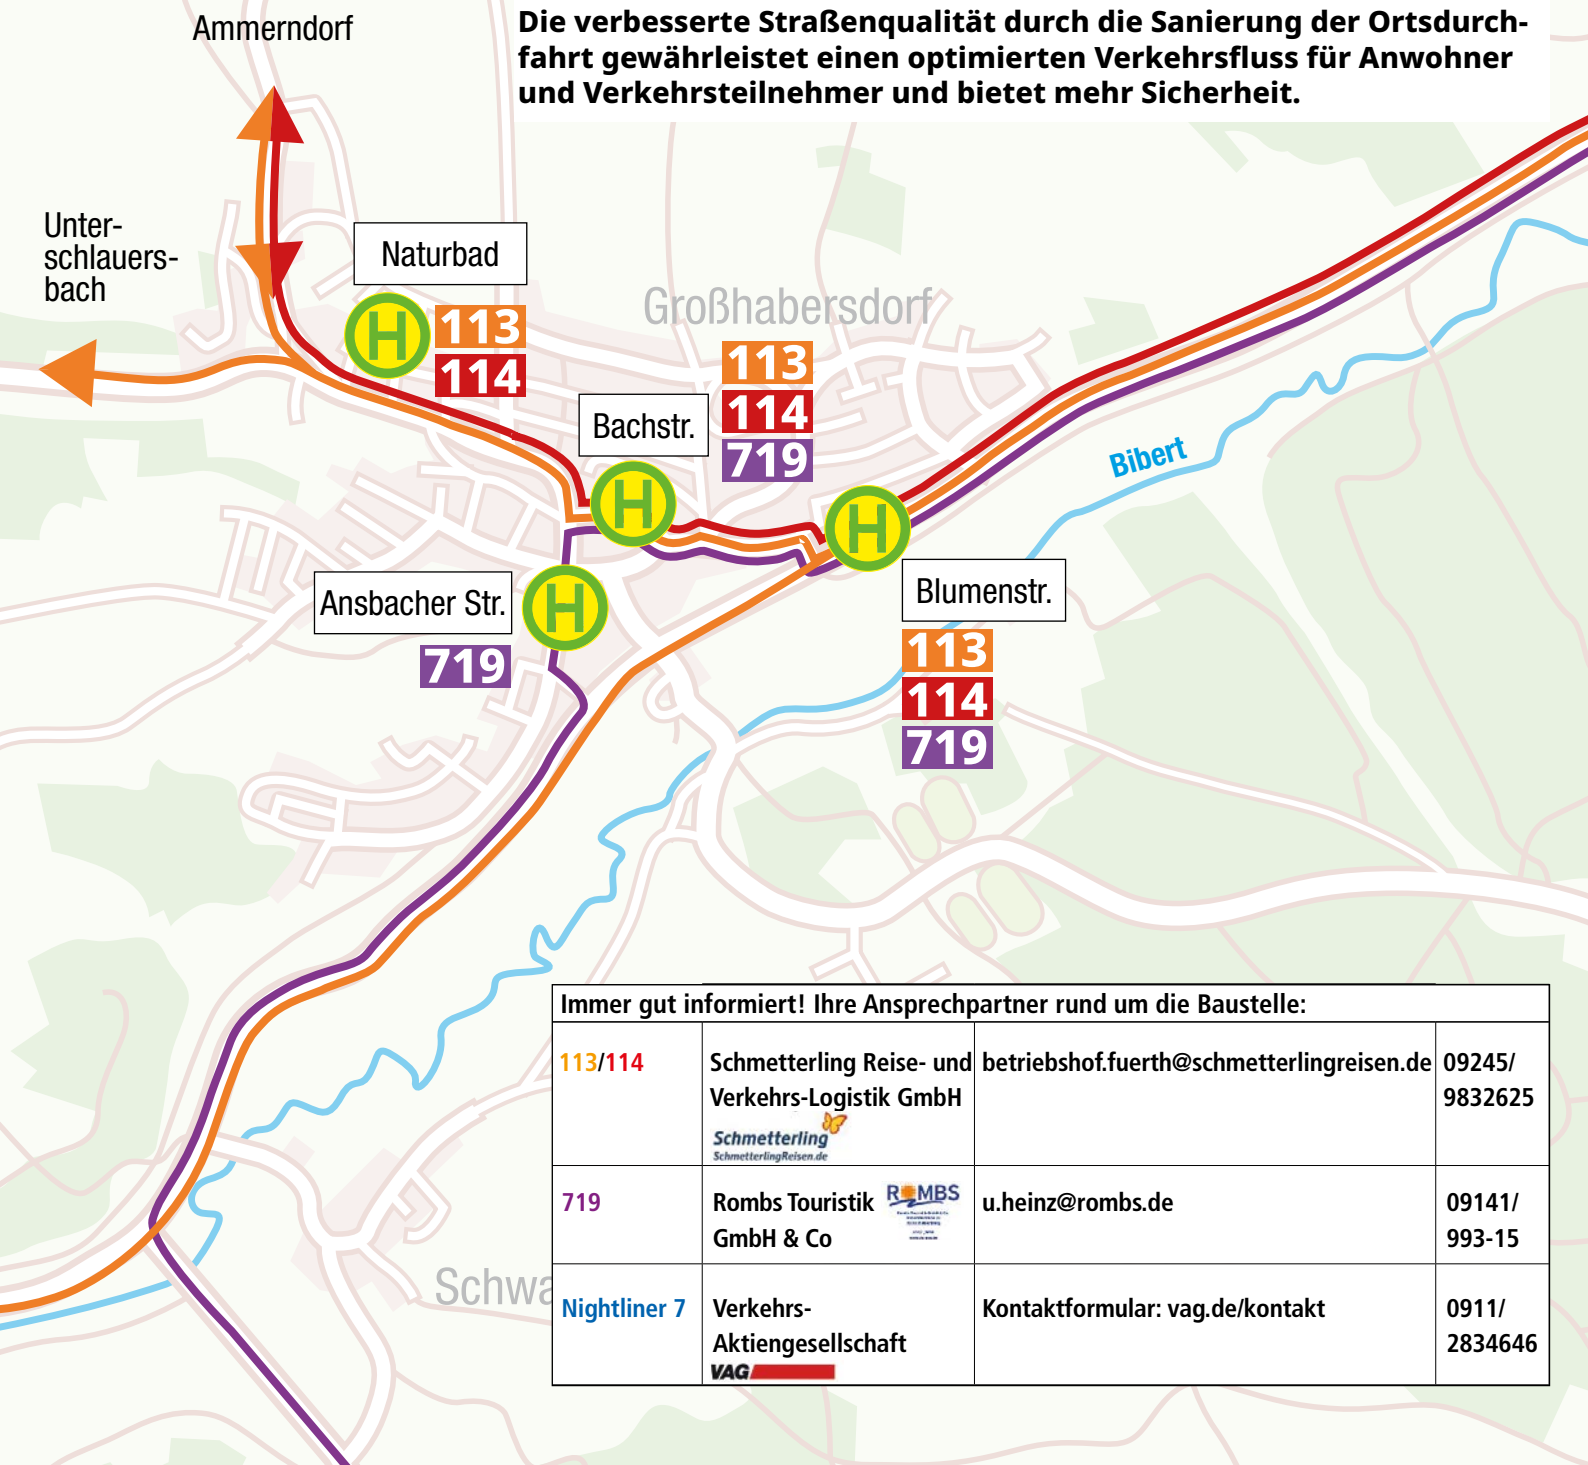 Die verbesserte Straßenqualität durch die Sanierung der Ortsdurch-
fahrt gewährleistet einen optimierten Verkehrsfluss für Anwohner
und Verkehrsteilnehmer und bietet mehr Sicherheit.
Ammerndorf
Unter-
schlauers-
bach
Naturbad
H
113
114
Großhabersdorf
113
114
719
Bachstr.
H
H
Bibert
Ansbacher Str.
H
719
Blumenstr.
113
114
719
Schwa
Immer gut informiert! Ihre Ansprechpartner rund um die Baustelle:
113/114
Schmetterling Reise- und
Verkehrs-Logistik GmbH
Schmetterling
SchmetterlingReisen.de
betriebshof.fuerth@schmetterlingreisen.de
09245/
9832625
719
Rombs Touristik
GmbH & Co
ROMBS
u.heinz@rombs.de
09141/
993-15
Nightliner 7
Verkehrs-
Aktiengesellschaft
VAG
Kontaktformular: vag.de/kontakt
0911/
2834646